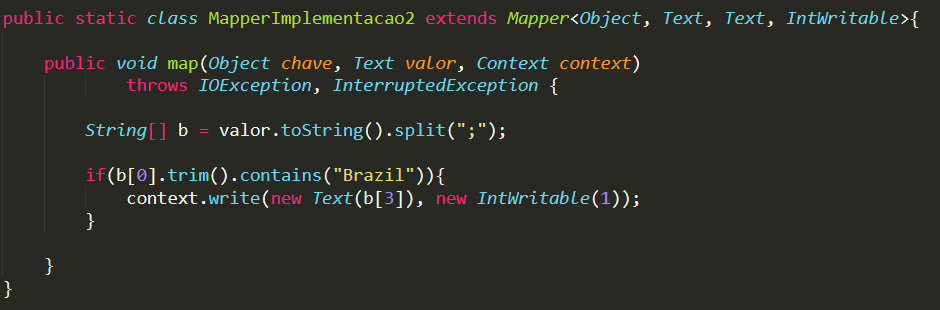 public static class MapperImplementacao2 extends Mapper<Object, Text, Text, IntWritable>{
public void map(Object chave, Text valor, Context context)
throws IOException, InterruptedException {
String[] b = valor.toString().split(";");
if(b[0].trim().contains("Brazil")){
context.write(new Text(b[3]), new IntWritable(1));
}
}
}